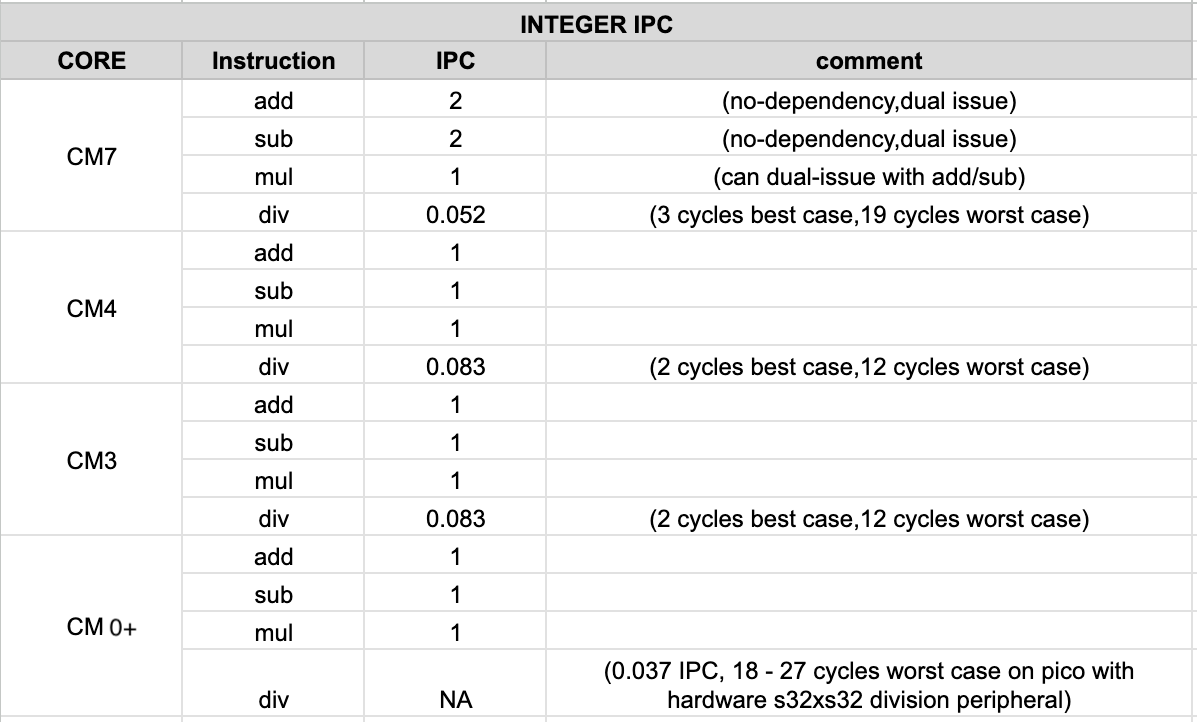 INTEGER IPC
CORE Instruction IPC comment
CM7
add 2 (no-dependency,dual issue)
sub 2 (no-dependency,dual issue)
mul 1 (can dual-issue with add/sub)
div 0.052 (3 cycles best case,19 cycles worst case)
CM4
add 1
sub 1
mul 1
div 0.083 (2 cycles best case,12 cycles worst case)
CM3
add 1
sub 1
mul 1
div 0.083 (2 cycles best case,12 cycles worst case)
CM 0+
add 1
sub 1
mul 1
div NA (0.037 IPC, 18 - 27 cycles worst case on pico with
hardware s32xs32 division peripheral)